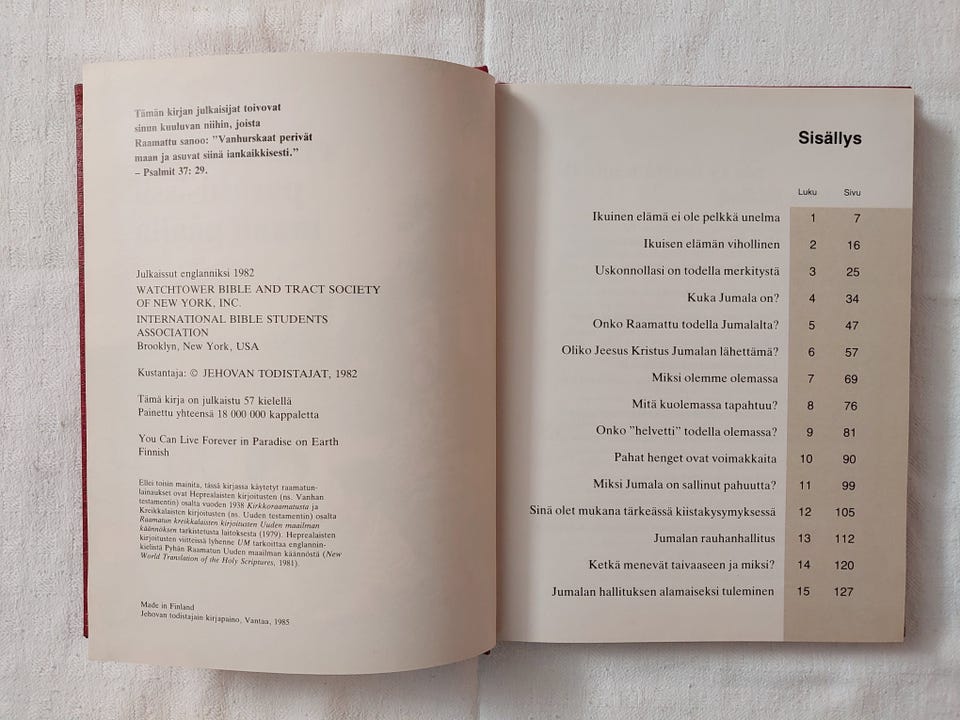 Tämän kirjan julkaisijat toivovat
sinun kuuluvan niihin, joista
Raamattu sanoo: ”Vanhurskaat perivät
maan ja asuvat siinä iankaikkisesti.”
– Psalmit 37: 29.
Julkaissut englanniksi 1982
WATCHTOWER BIBLE AND TRACT SOCIETY
OF NEW YORK, INC.
INTERNATIONAL BIBLE STUDENTS
ASSOCIATION
Brooklyn, New York, USA
Kustantaja: © JEHOVAN TODISTAJAT, 1982
Tämä kirja on julkaistu 57 kielellä
Painettu yhteensä 18 000 000 kappaletta
You Can Live Forever in Paradise on Earth
Finnish
Ellei toisin mainita, tässä kirjassa käytetyt raamatun-
lainaukset ovat Heprealaisten kirjoitusten (ns. Vanhan
testamentin) osalta vuoden 1938 Kirkkoraamatusta ja
Kreikkalaisten kirjoitusten (ns. Uuden testamentin) osalta
Raamatun kreikkalaisten kirjoitusten Uuden maailman
käännöksen tarkistetusta laitoksesta (1979). Heprealaisten
kirjoitusten viitteissä lyhenne UM tarkoittaa englannin-
kielistä Pyhän Raamatun Uuden maailman käännöstä (New
World Translation of the Holy Scriptures, 1981).
Made in Finland
Jehovan todistajain kirjapaino, Vantaa, 1985
Sisällys
Luku Sivu
Ikuinen elämä ei ole pelkkä unelma 1 7
Ikuisen elämän vihollinen 2 16
Uskonnollasi on todella merkitystä 3 25
Kuka Jumala on? 4 34
Onko Raamattu todella Jumalalta? 5 47
Oliko Jeesus Kristus Jumalan lähettämä? 6 57
Miksi olemme olemassa 7 69
Mitä kuolemassa tapahtuu? 8 76
Onko ”helvetti” todella olemassa? 9 81
Pahat henget ovat voimakkaita 10 90
Miksi Jumala on sallinut pahuutta? 11 99
Sinä olet mukana tärkeässä kiistakysymyksessä 12 105
Jumalan rauhanhallitus 13 112
Ketkä menevät taivaaseen ja miksi? 14 120
Jumalan hallituksen alamaiseksi tuleminen 15 127